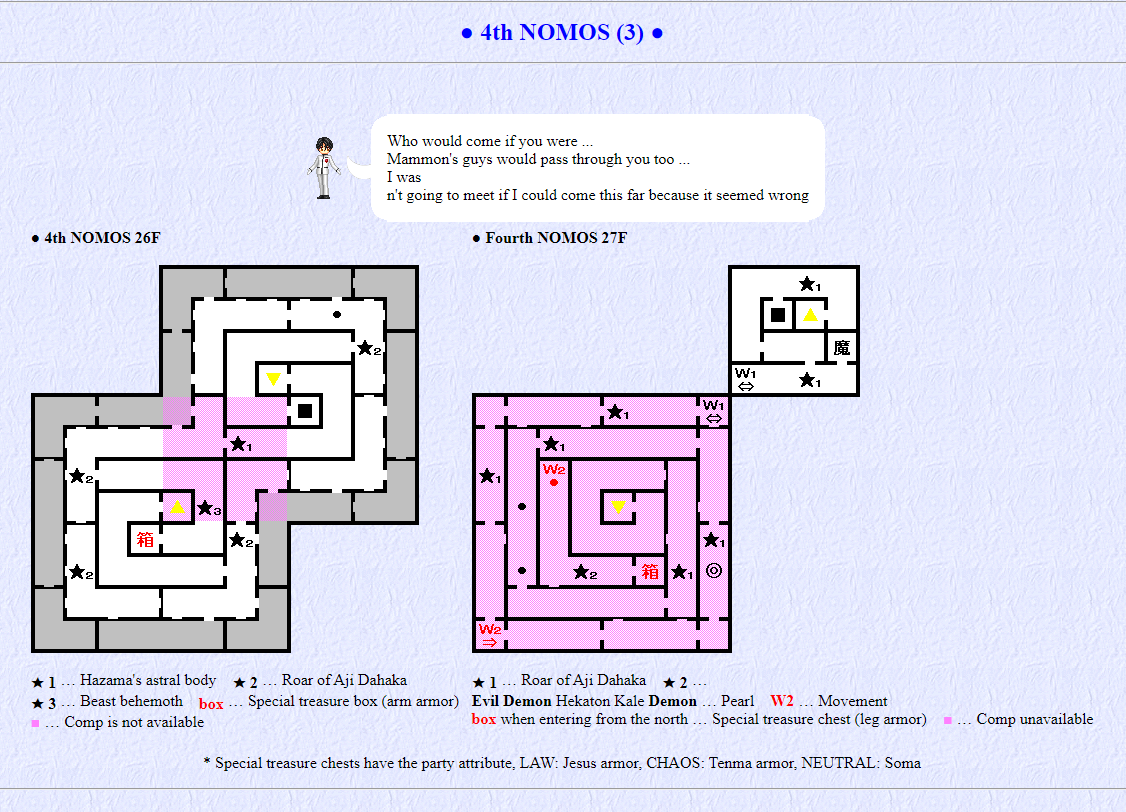 ● 4th NOMOS (3) ●
Who would come if you were ...
Mammon's guys would pass through you too ...
I was
n't going to meet if I could come this far because it seemed wrong
● 4th NOMOS 26F
● Fourth NOMOS 27F
★2
★1
★2
★3
箱
★2
★2
★1
魔
W1
⇔
★1
★1
W1
⇔
★1
W2
★1
★1
◎
★2
箱
★1
W2
⇒
★ 1 … Hazama's astral body ★ 2 … Roar of Aji Dahaka
★ 3 … Beast behemoth box … Special treasure box (arm armor)
■ … Comp is not available
★ 1 … Roar of Aji Dahaka ★ 2 …
Evil Demon Hekaton Kale Demon … Pearl W2 … Movement
box when entering from the north … Special treasure chest (leg armor) ■ … Comp unavailable
* Special treasure chests have the party attribute, LAW: Jesus armor, CHAOS: Tenma armor, NEUTRAL: Soma